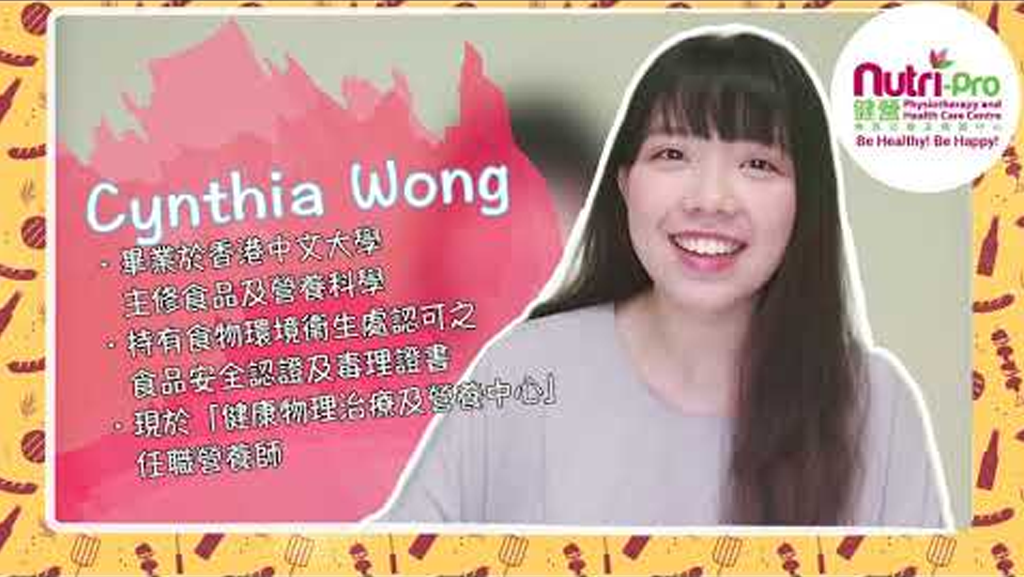 Cynthia Wong
· 畢業於香港中文大學
主修食品及營養科學
· 持有食物環境衞生處認可之
食品安全認證及毒理證書
· 現於「健康物理治療及營養中心」
任職營養師
Nutri-Pro
健營
Physiotherapy and
Health Care Centre
Be Healthy! Be Happy!